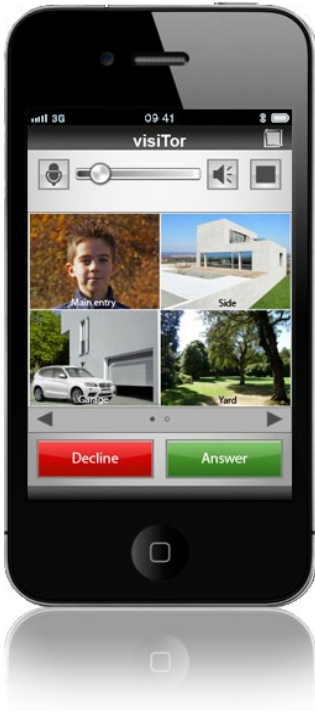 3G 09 41
visiTor
Main entry
Side
Garage
Yard
Decline
Answer